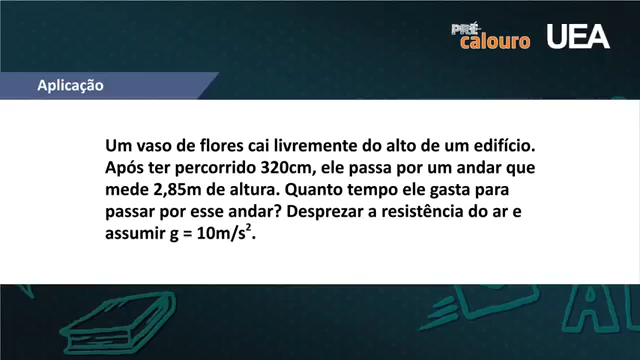 PRÉ-
calouro UEA
Aplicação
Um vaso de flores cai livremente do alto de um edifício.
Após ter percorrido 320cm, ele passa por um andar que
mede 2,85m de altura. Quanto tempo ele gasta para
passar por esse andar? Desprezar a resistência do ar e
assumir g = 10m/s².